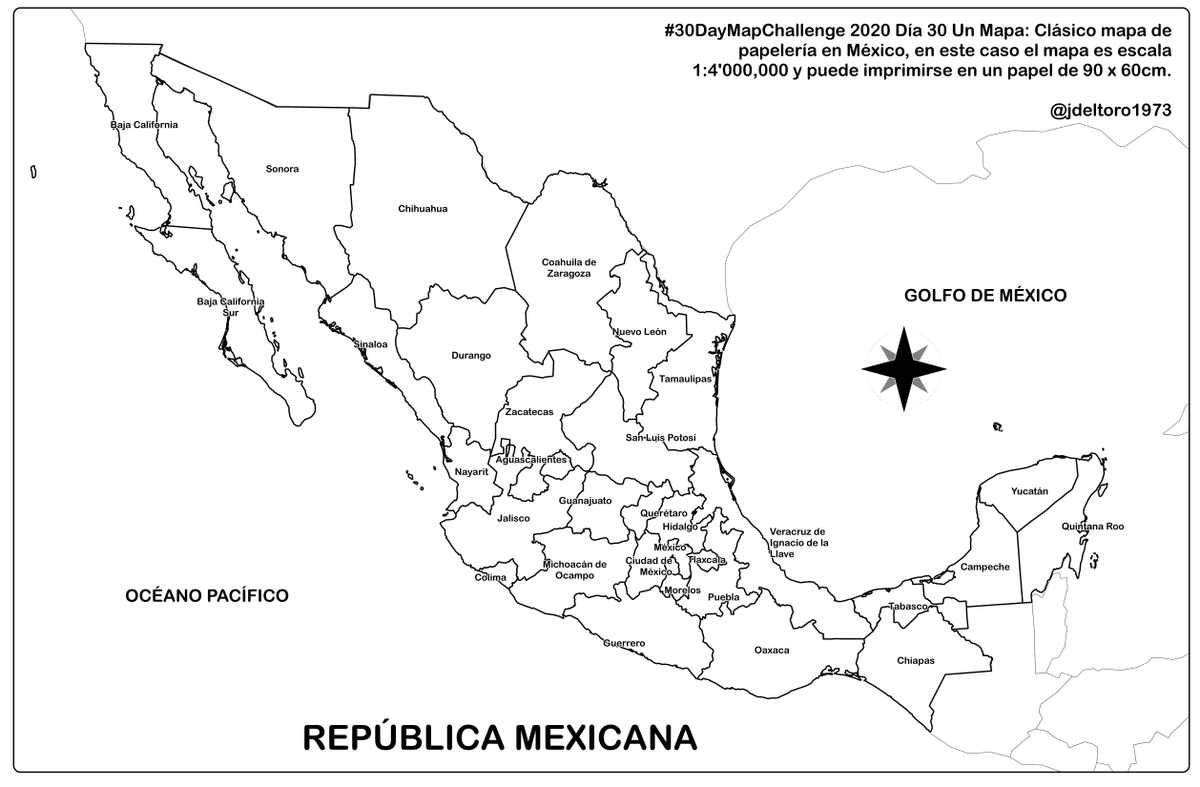 #30DayMapChallenge 2020 Día 30 Un Mapa: Clásico mapa de
papelería en México, en este caso el mapa es escala
1:4'000,000 y puede imprimirse en un papel de 90 x 60cm.
@jdeltoro1973
Baja California
Sonora
Chihuahua
Coahuila de
Zaragoza
GOLFO DE MÉXICO
Baja California
Sur
Nuevo León
Sinaloa
Durango
Tamaulipas
Zacatecas
San Luis Potosí
Aguascalientes
Nayarit
Yucatán
Guanajuato
Querétaro
Jalisco
Hidalgo
Quintana Roo
Veracruz de
Ignacio de la
Llave
México
Ciudad de
México
Tlaxcala
Michoacán de
Ocampo
Campeche
Colima
Morelos
Puebla
OCÉANO PACÍFICO
Tabasco
Guerrero
Oaxaca
Chiapas
REPÚBLICA MEXICANA